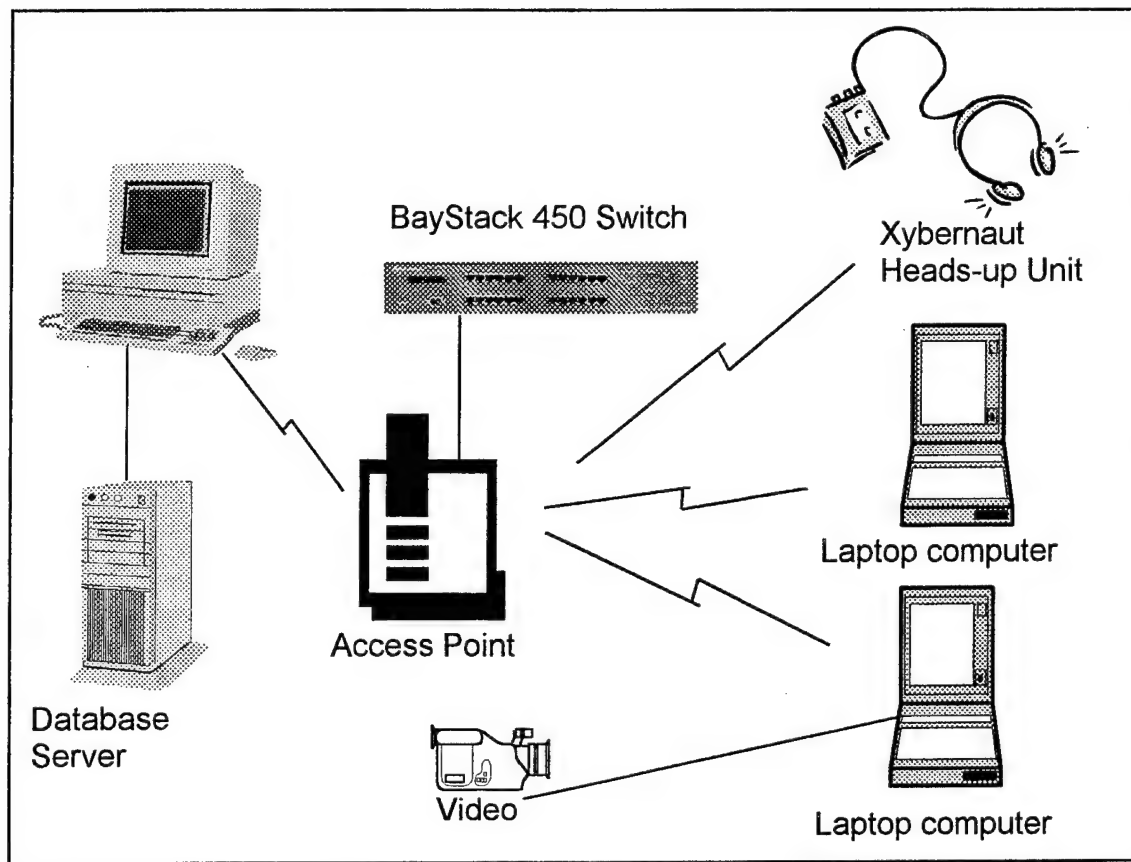 BayStack 450 Switch
Xybernaut
Heads-up Unit
Laptop computer
Access Point
Database
Server
Video
Laptop computer